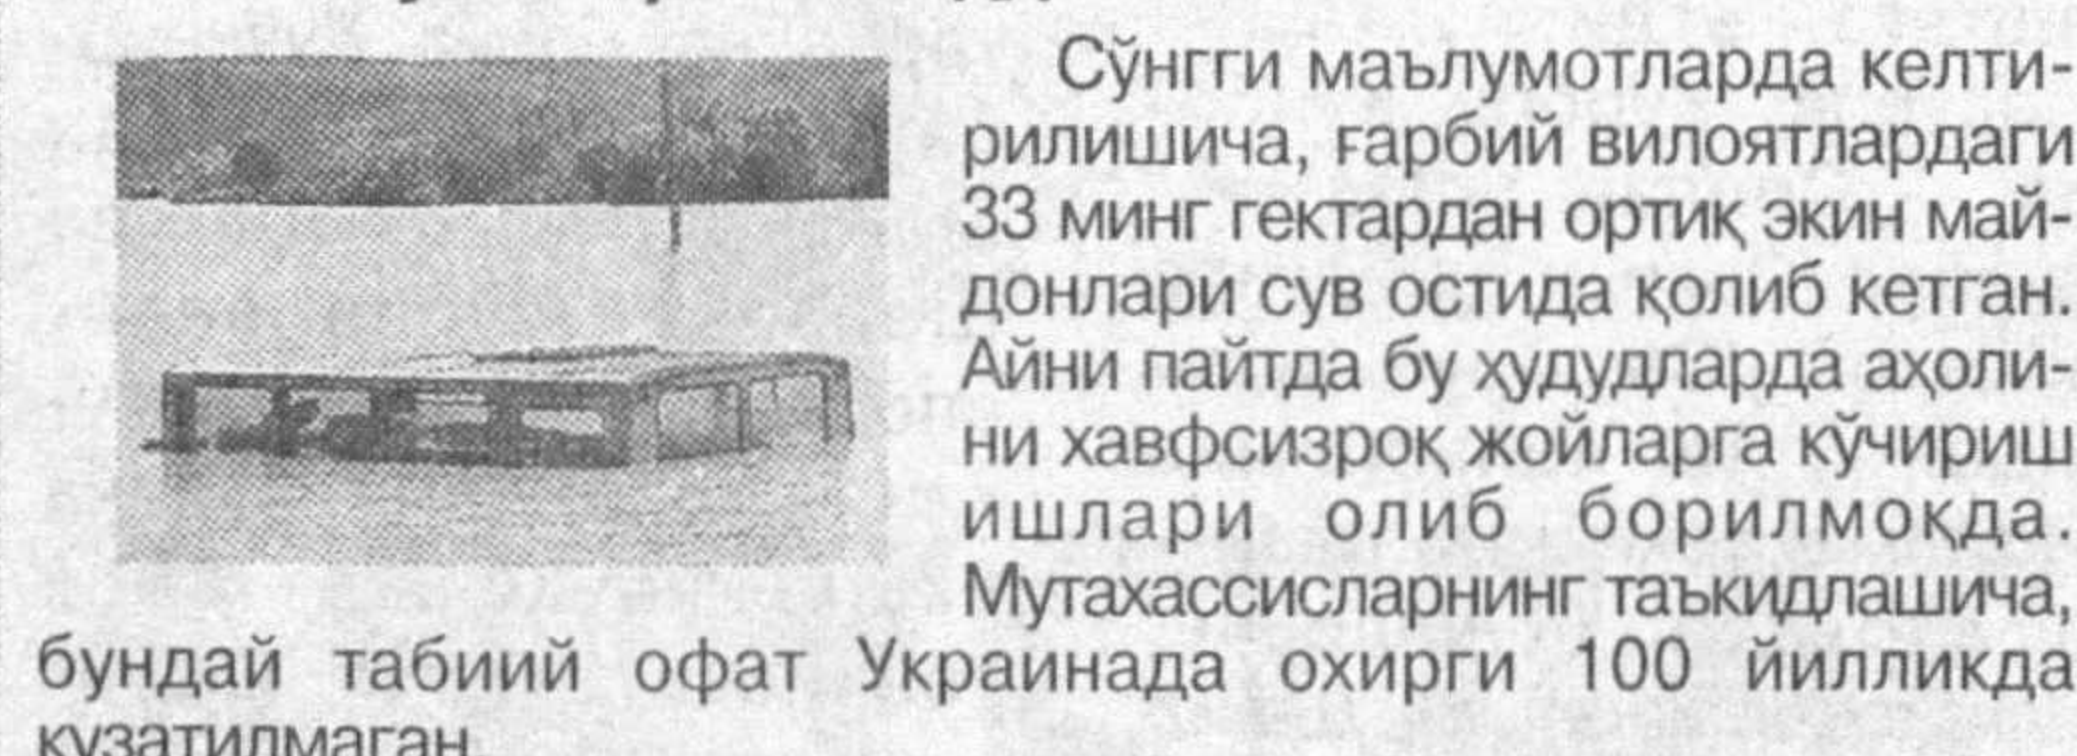 Сўнгги маълумотларда келти-
рилишича, ғарбий вилоятлардаги
33 минг гектардан ортиқ экин май-
донлари сув остида қолиб кетган.
Айни пайтда бу ҳудудларда аҳоли-
ни хавфсизроқ жойларга кўчириш
ишлари олиб борилмоқда.
Мутахассисларнинг таъкидлашича,
бундай табиий офат Украинада охирги 100 йилликда
кузатилмаган.